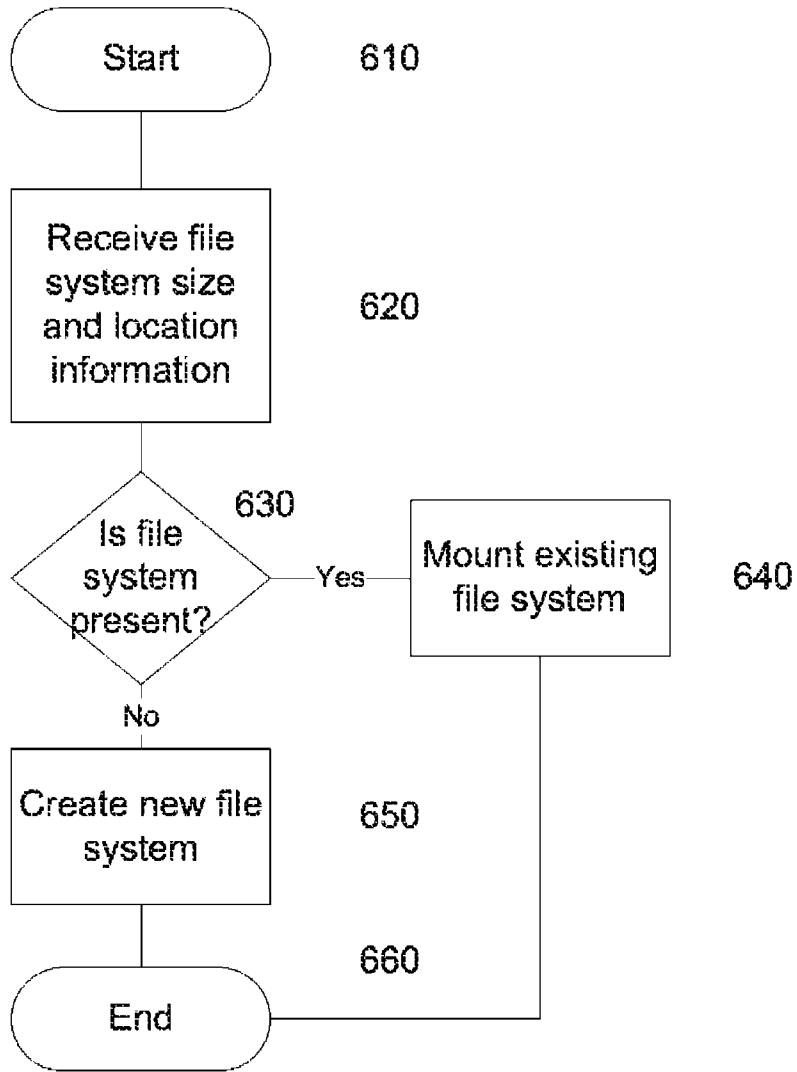 Start
610
Receive file
system size
and location
information
620
630
Is file
system
present?
Yes
Mount existing
file system
640
No
Create new file
system
650
660
End